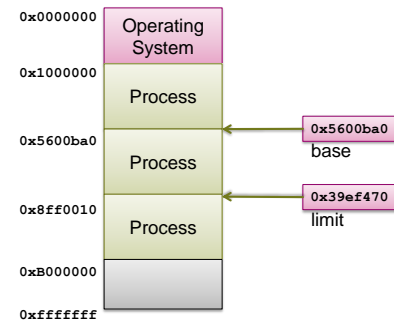 0x0000000
Operating
System
0x1000000
Process
0x5600ba0
0x5600ba0
base
Process
0x39ef470
limit
0x8ff0010
Process
0xB000000
0xfffffff